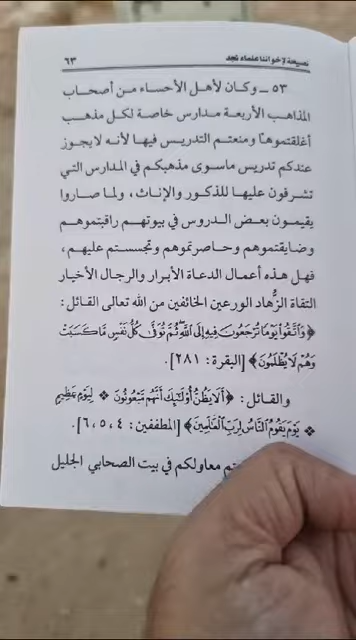 نصيحة لإخواننا علماء نجد
٦٣
٥٣ ـ وكان لأهل الأحساء من أصحاب
المذاهب الأربعة مدارس خاصة لكل مذهب
أغلقتموها ومنعتم التدريس فيها لأنه لا يجوز
عندكم تدريس ماسوى مذهبكم في المدارس التي
تشرفون عليها للذكور والإناث، ولما صاروا
يقيمون بعض الدروس في بيوتهم راقبتموهم
وضايقتموهم وحاصرتموهم وتجسستم عليهم،
فهل هذه أعمال الدعاة الأبرار والرجال الأخيار
التقاة الزُّهاد الورعين الخائفين من الله تعالى القائل:
﴿وَاتَّقُوا يَوْمًا تُرْجَعُونَ فِيهِ إِلَى اللَّهِ ثُمَّ تُوَفَّىٰ كُلُّ نَفْسٍ مَّا كَسَبَتْ
وَهُمْ لَا يُظْلَمُونَ﴾ [البقرة: ٢٨١].
والقائل: ﴿أَلَا يَظُنُّ أُولَٰئِكَ أَنَّهُم مَّبْعُوثُونَ ❖ لِيَوْمٍ عَظِيمٍ
❖ يَوْمَ يَقُومُ النَّاسُ لِرَبِّ الْعَالَمِينَ﴾ [المطففين: ٤، ٥، ٦].
معاولكم في بيت الصحابي الجليل